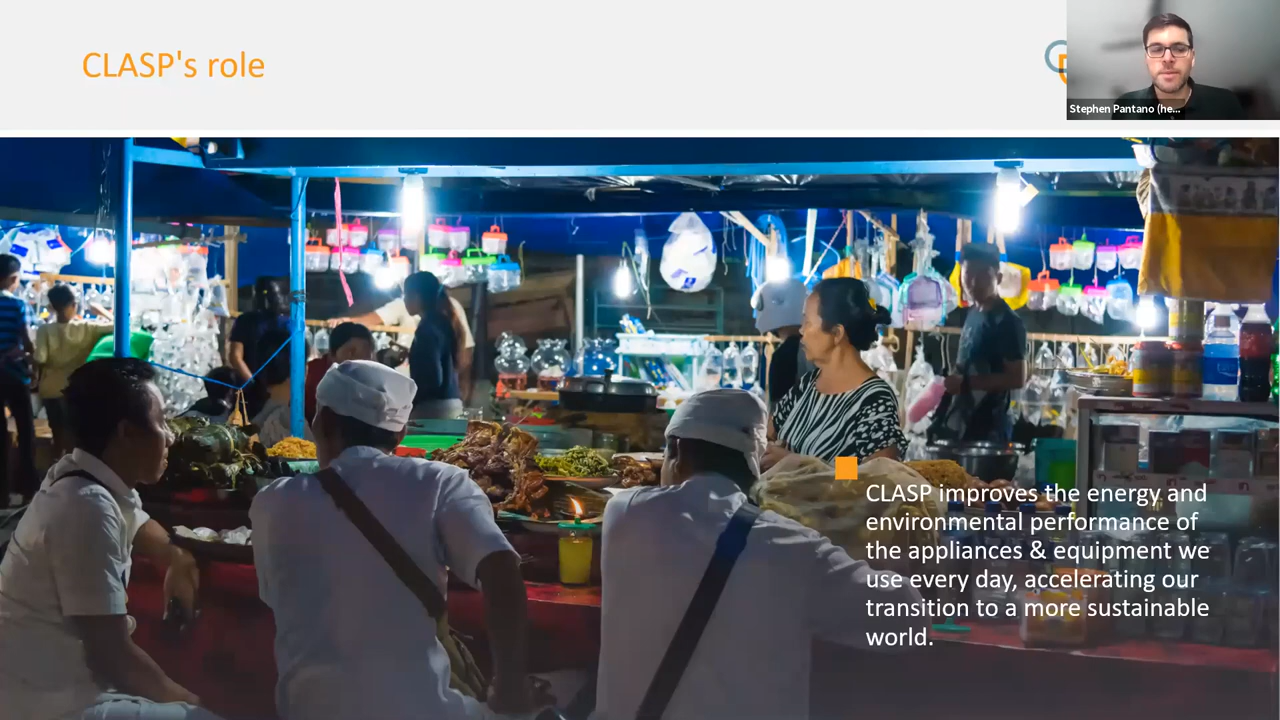 CLASP's role
Stephen Pantano (he...
CLASP improves the energy and
environmental performance of
the appliances & equipment we
use every day, accelerating our
transition to a more sustainable
world.